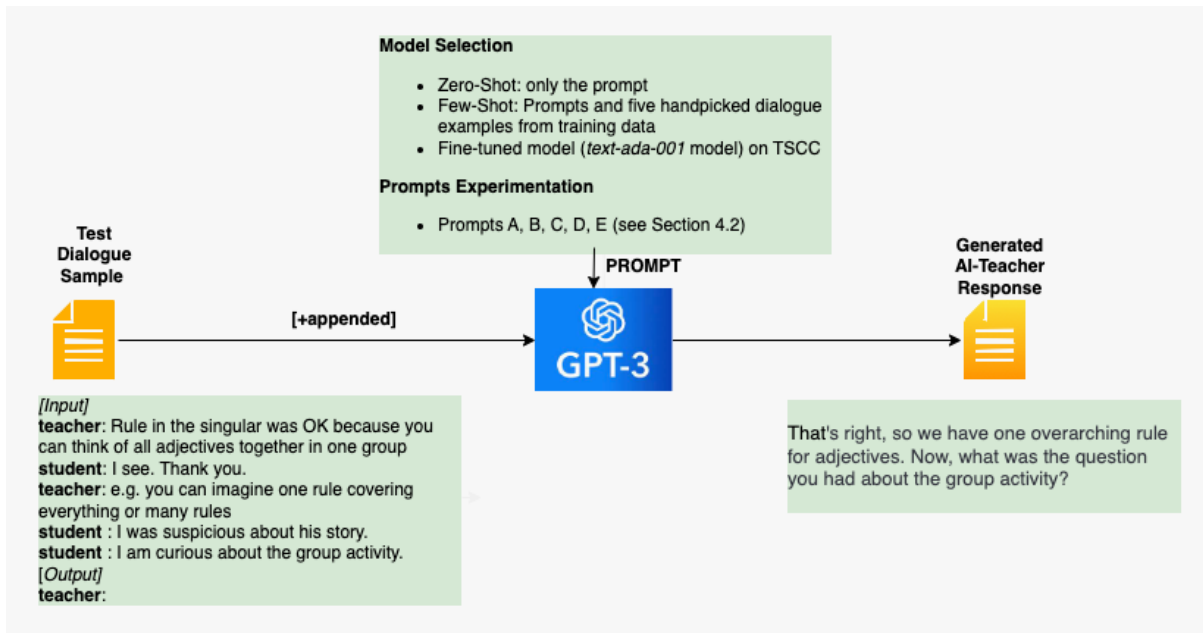 Model Selection
• Zero-Shot: only the prompt
• Few-Shot: Prompts and five handpicked dialogue
examples from training data
• Fine-tuned model (text-ada-001 model) on TSCC
Prompts Experimentation
• Prompts A, B, C, D, E (see Section 4.2)
Test
Dialogue
Sample
[+appended]
PROMPT
GPT-3
Generated
AI-Teacher
Response
[Input]
teacher: Rule in the singular was OK because you
can think of all adjectives together in one group
student: I see. Thank you.
teacher: e.g. you can imagine one rule covering
everything or many rules
student : I was suspicious about his story.
student : I am curious about the group activity.
[Output]
teacher:
That's right, so we have one overarching rule
for adjectives. Now, what was the question
you had about the group activity?